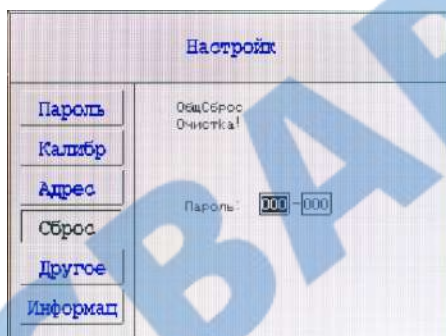 Настройк
Пароль
Калибр
Адрес
Сброс
Другое
Информац
ОбщСброс
Очистка!
Пароль: 000-000